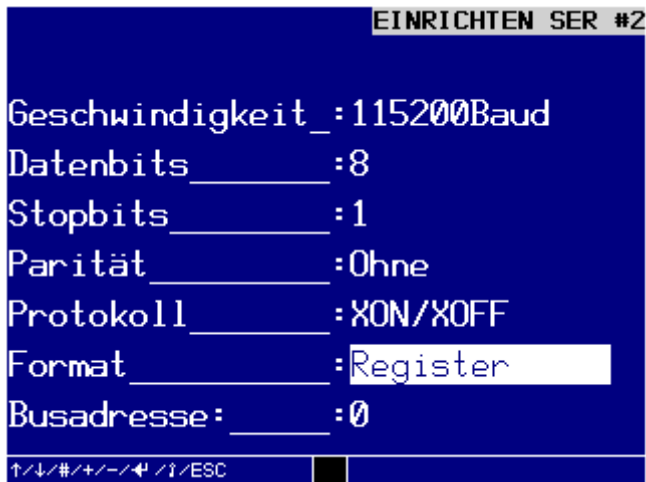 EINRICHTEN SER #2
Geschwindigkeit_:115200Baud
Datenbits_______:8
Stopbits________:1
Parität_________:Ohne
Protokoll_______:XON/XOFF
Format__________:Register
Busadresse:_____:0
↑/↓/#/+/-/↵/⇧/ESC